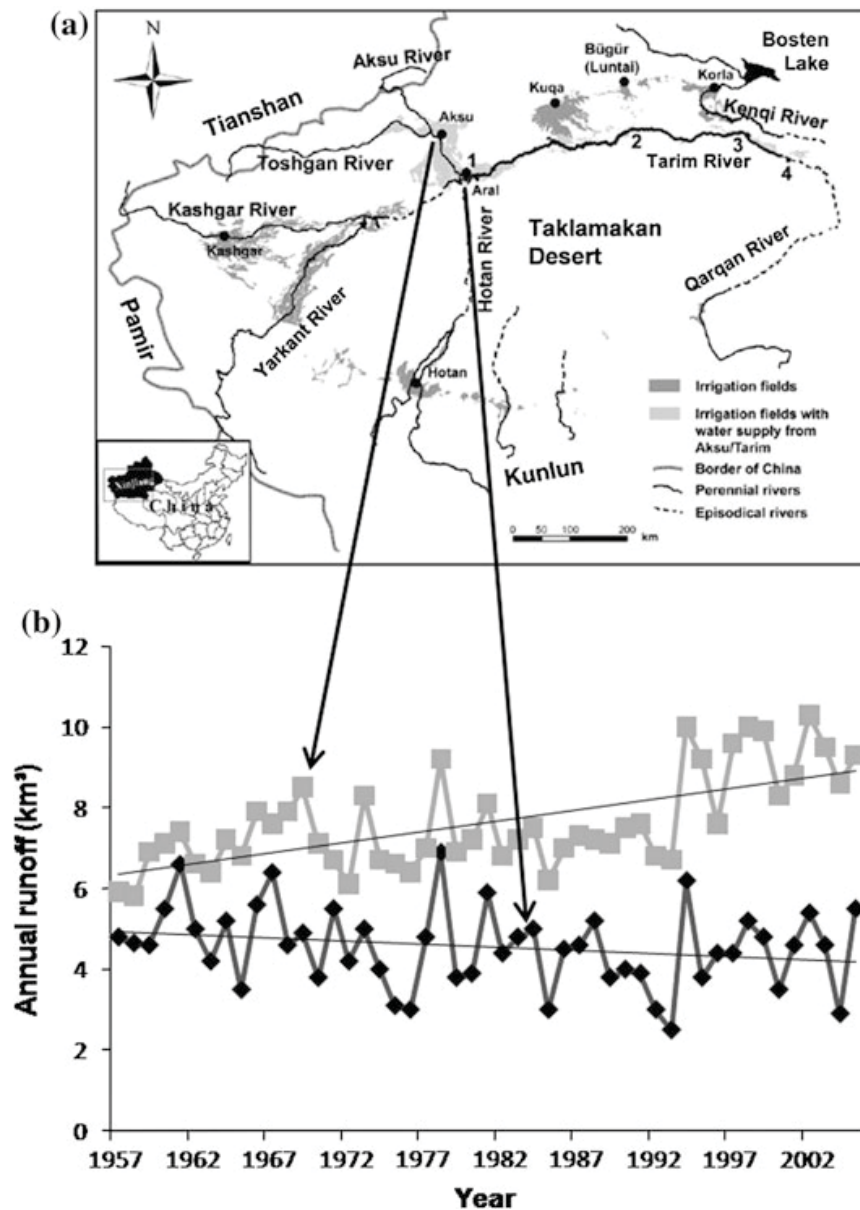 (a)
N
Aksu River
Tianshan
Aksu
Toshgan River
Kashgar River
Kashgar
Pamir
Yarkant River
Hotan
Hotan River
1
Aral
Kuqa
Bügür
(Luntai)
Korla
Bosten
Lake
Kenqi River
2
3
4
Tarim River
Taklamakan
Desert
Qarqan River
Kunlun
Irrigation fields
Irrigation fields with
water supply from
Aksu/Tarim
Border of China
Perennial rivers
Episodical rivers
0 50 100 200
km
Xinjiang
China
(b)
Annual runoff (km³)
12
10
8
6
4
2
0
1957 1962 1967 1972 1977 1982 1987 1992 1997 2002
Year